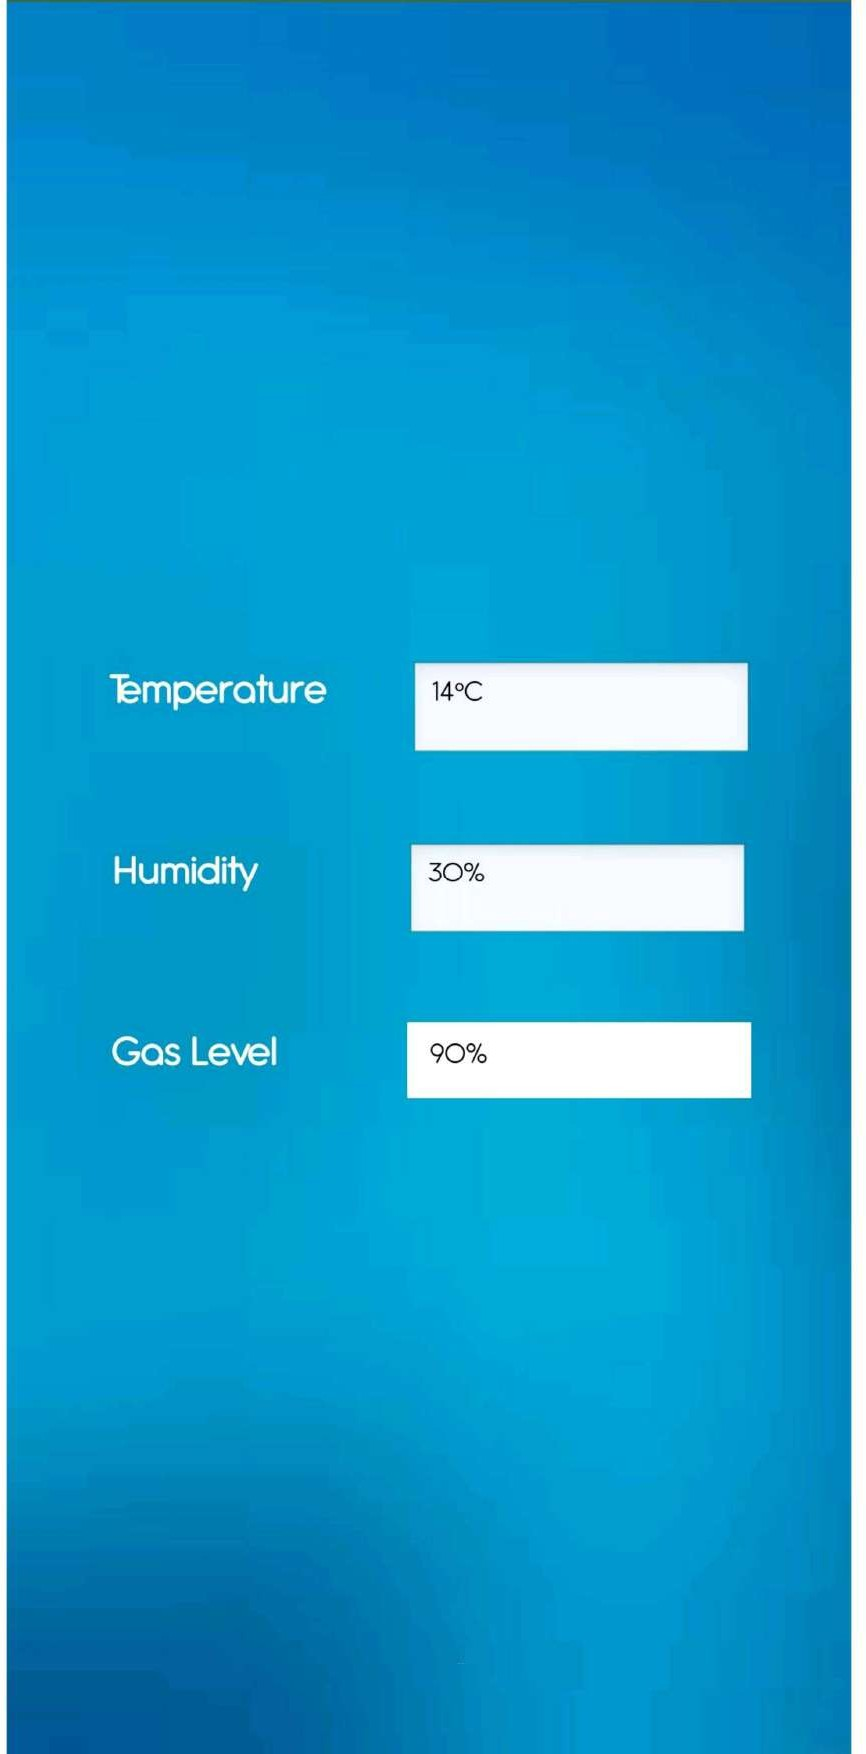 Temperature 14°C
Humidity 30%
Gas Level 90%